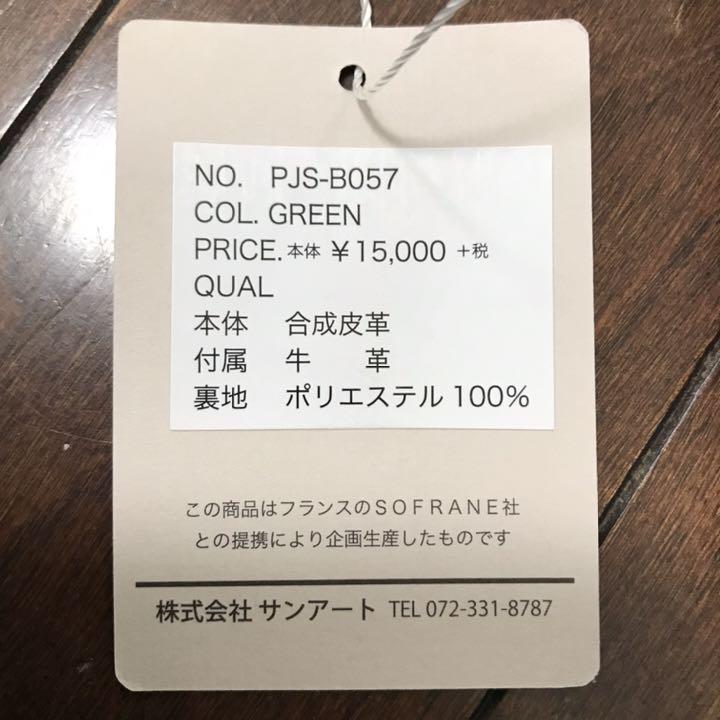 NO. PJS-B057
COL. GREEN
PRICE. 本体 ¥15,000 +税
QUAL
本体 合成皮革
付属 牛 革
裏地 ポリエステル 100%
この商品はフランスのSOFRANE社
との提携により企画生産したものです
株式会社 サンアート TEL 072-331-8787